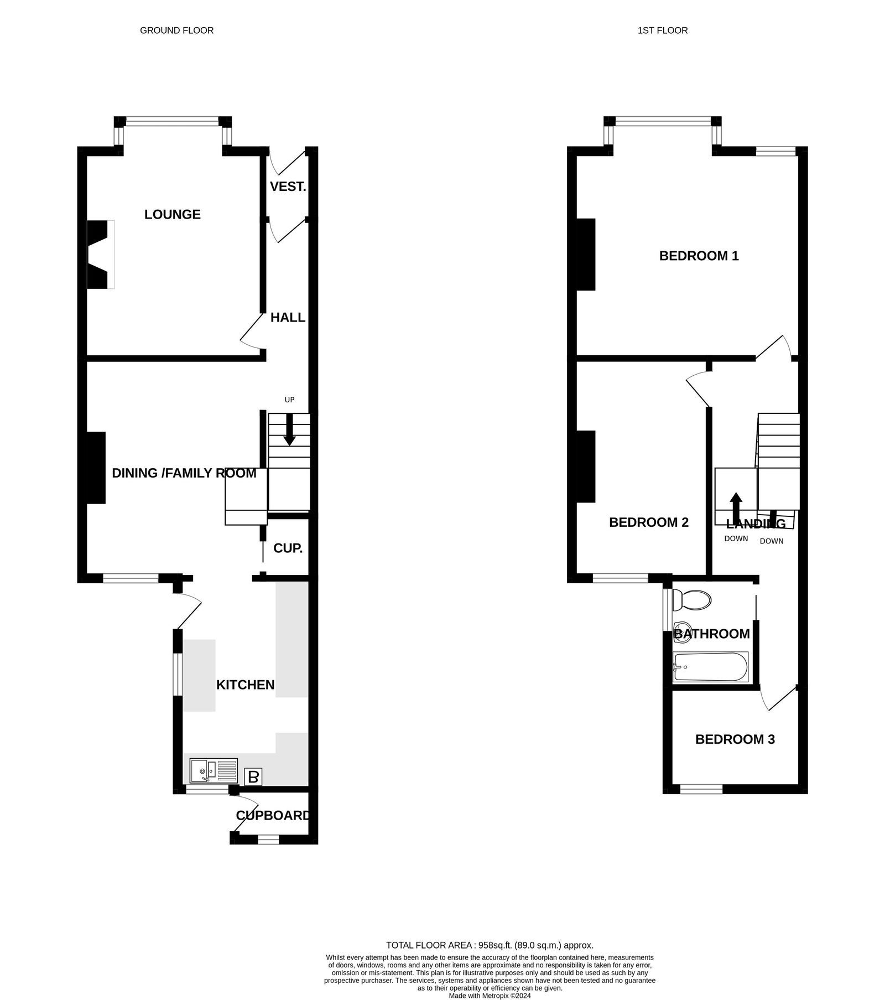 GROUND FLOOR
1ST FLOOR
VEST.
LOUNGE
HALL
UP
DINING /FAMILY ROOM
CUP.
KITCHEN
B
CUPBOARD
BEDROOM 1
BEDROOM 2
LANDING
DOWN
DOWN
BATHROOM
BEDROOM 3
TOTAL FLOOR AREA : 958sq.ft. (89.0 sq.m.) approx.
Whilst every attempt has been made to ensure the accuracy of the floorplan contained here, measurements
of doors, windows, rooms and any other items are approximate and no responsibility is taken for any error,
omission or mis-statement. This plan is for illustrative purposes only and should be used as such by any
prospective purchaser. The services, systems and appliances shown have not been tested and no guarantee
as to their operability or efficiency can be given.
Made with Metropix ©2024